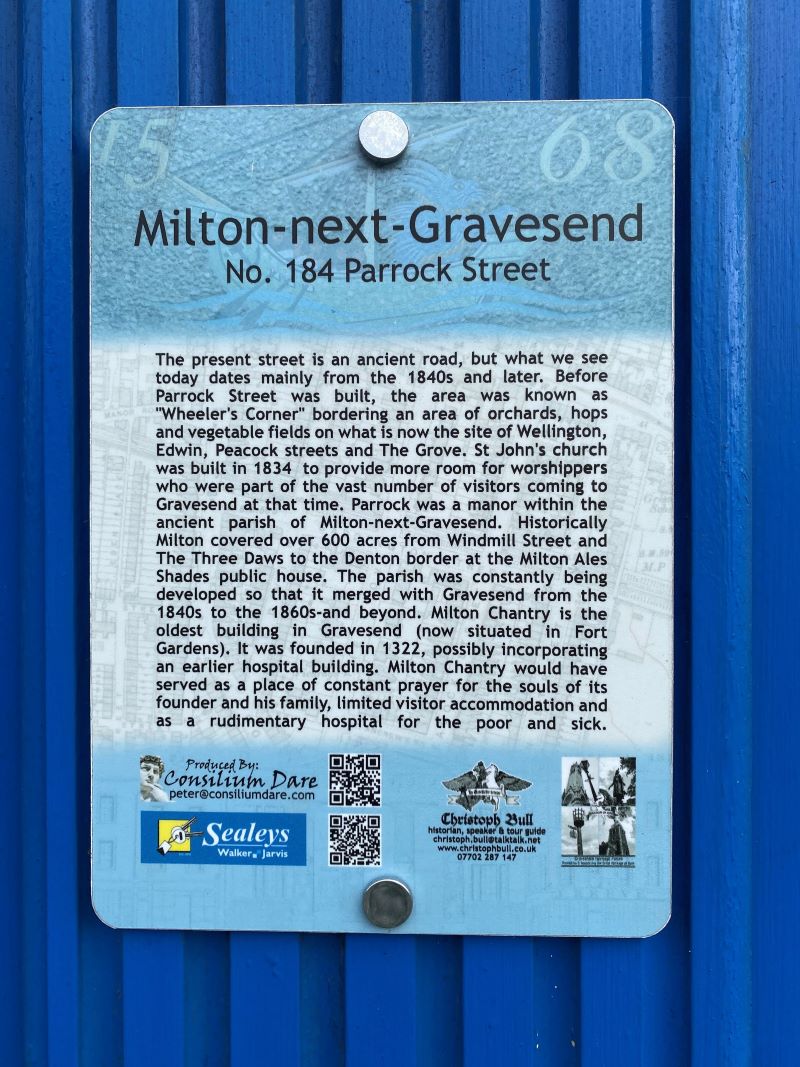 15 68
Milton-next-Gravesend
No. 184 Parrock Street
The present street is an ancient road, but what we see
today dates mainly from the 1840s and later. Before
Parrock Street was built, the area was known as
"Wheeler's Corner" bordering an area of orchards, hops
and vegetable fields on what is now the site of Wellington,
Edwin, Peacock streets and The Grove. St John's church
was built in 1834 to provide more room for worshippers
who were part of the vast number of visitors coming to
Gravesend at that time. Parrock was a manor within the
ancient parish of Milton-next-Gravesend. Historically
Milton covered over 600 acres from Windmill Street and
The Three Daws to the Denton border at the Milton Ales
Shades public house. The parish was constantly being
developed so that it merged with Gravesend from the
1840s to the 1860s-and beyond. Milton Chantry is the
oldest building in Gravesend (now situated in Fort
Gardens). It was founded in 1322, possibly incorporating
an earlier hospital building. Milton Chantry would have
served as a place of constant prayer for the souls of its
founder and his family, limited visitor accommodation and
as a rudimentary hospital for the poor and sick.
Produced By:
Consilium Dare
peter@consiliumdare.com
Sealeys
Walker Jarvis
Christoph Bull
historian, speaker & tour guide
christoph.bull@talktalk.net
www.christophbull.co.uk
07702 287 147